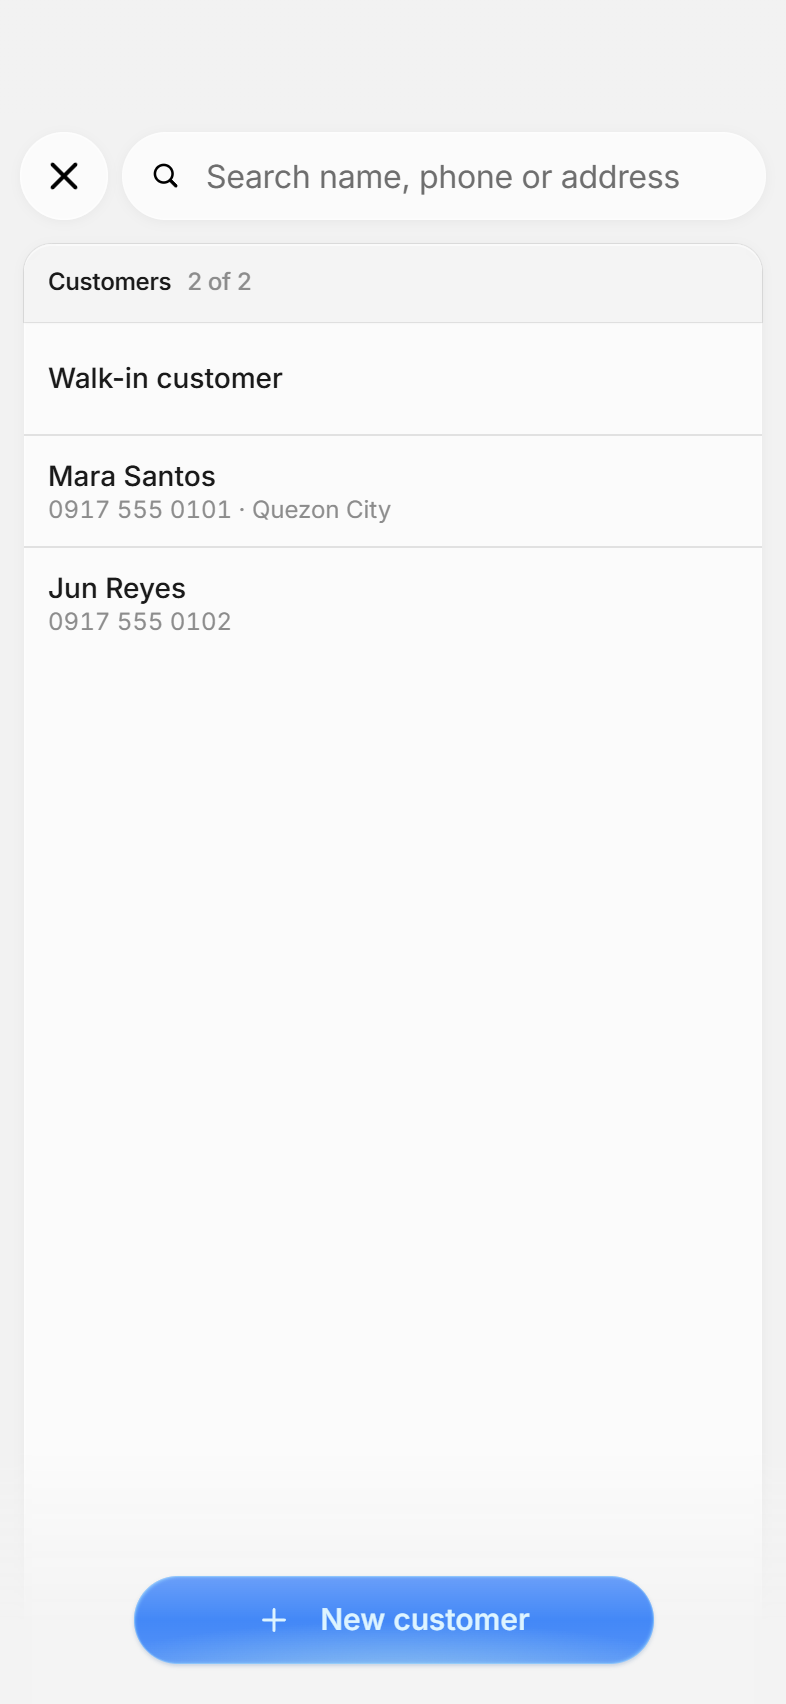 Search name, phone or address
Customers 2 of 2
Walk-in customer
Mara Santos
0917 555 0101 · Quezon City
Jun Reyes
0917 555 0102
New customer